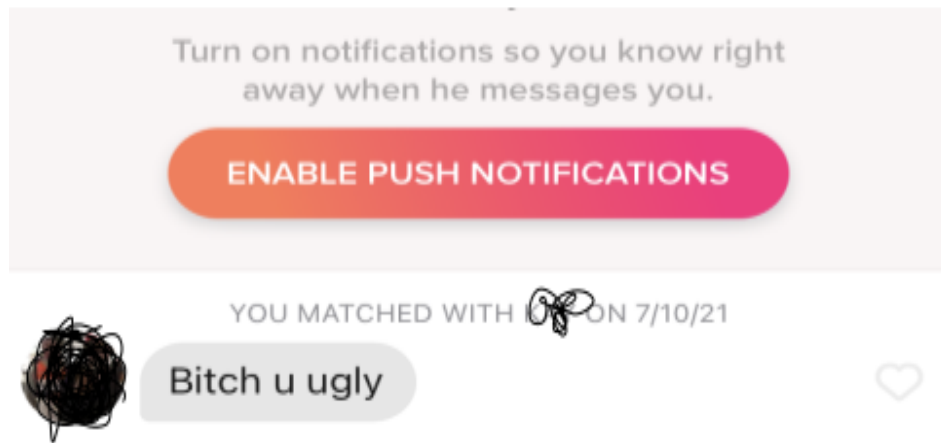 Turn on notifications so you know right
away when he messages you.
ENABLE PUSH NOTIFICATIONS
YOU MATCHED WITH ON 7/10/21
Bitch u ugly